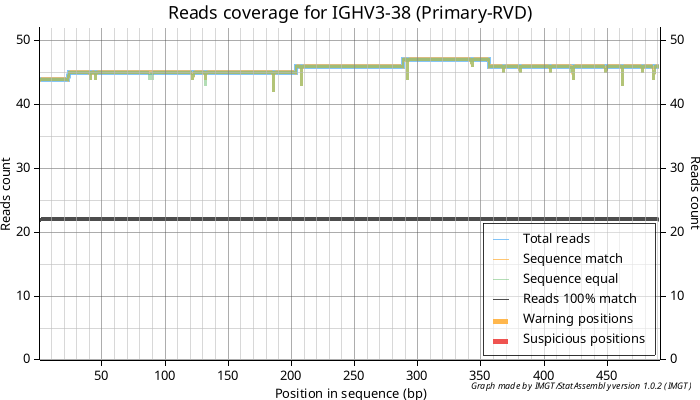 Reads coverage for IGHV3-38 (Primary-RVD)
50
50
40
40
30
30
20
20
10
10
0
0
Reads count
Reads count
Total reads
Sequence match
Sequence equal
Reads 100% match
Warning positions
Suspicious positions
50
100
150
200
250
300
350
400
450
Position in sequence (bp)
Graph made by IMGT/StatAssembly version 1.0.2 (IMGT)